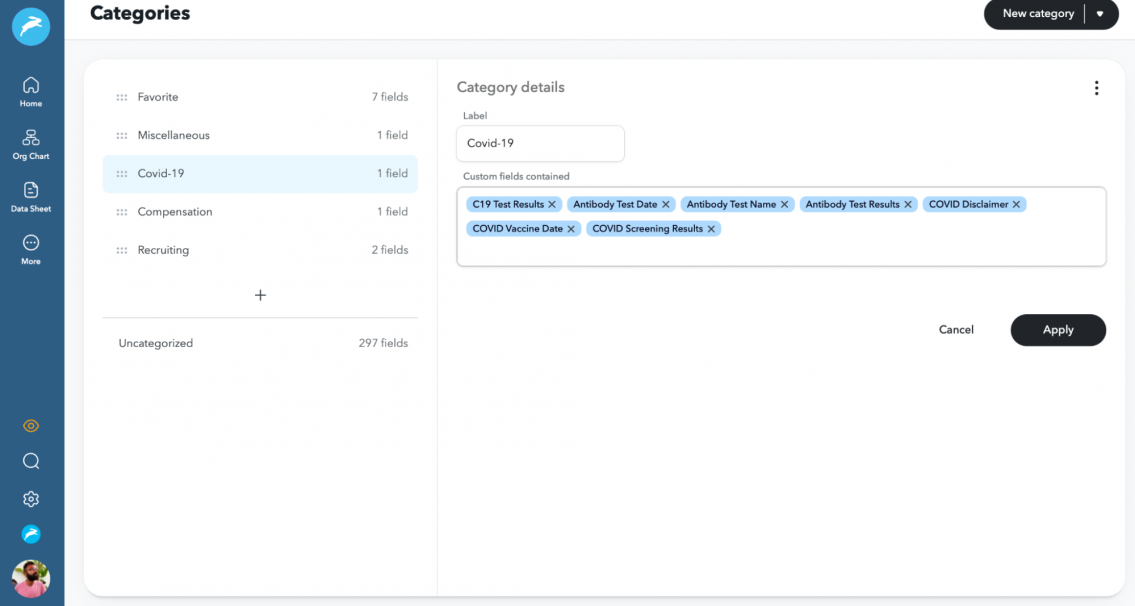 Categories
New category
Home
Org Chart
Data Sheet
More
Favorite 7 fields
Miscellaneous 1 field
Covid-19 1 field
Compensation 1 field
Recruiting 2 fields
+
Uncategorized 297 fields
Category details
Label
Covid-19
Custom fields contained
C19 Test Results × Antibody Test Date × Antibody Test Name × Antibody Test Results × COVID Disclaimer ×
COVID Vaccine Date × COVID Screening Results ×
Cancel Apply